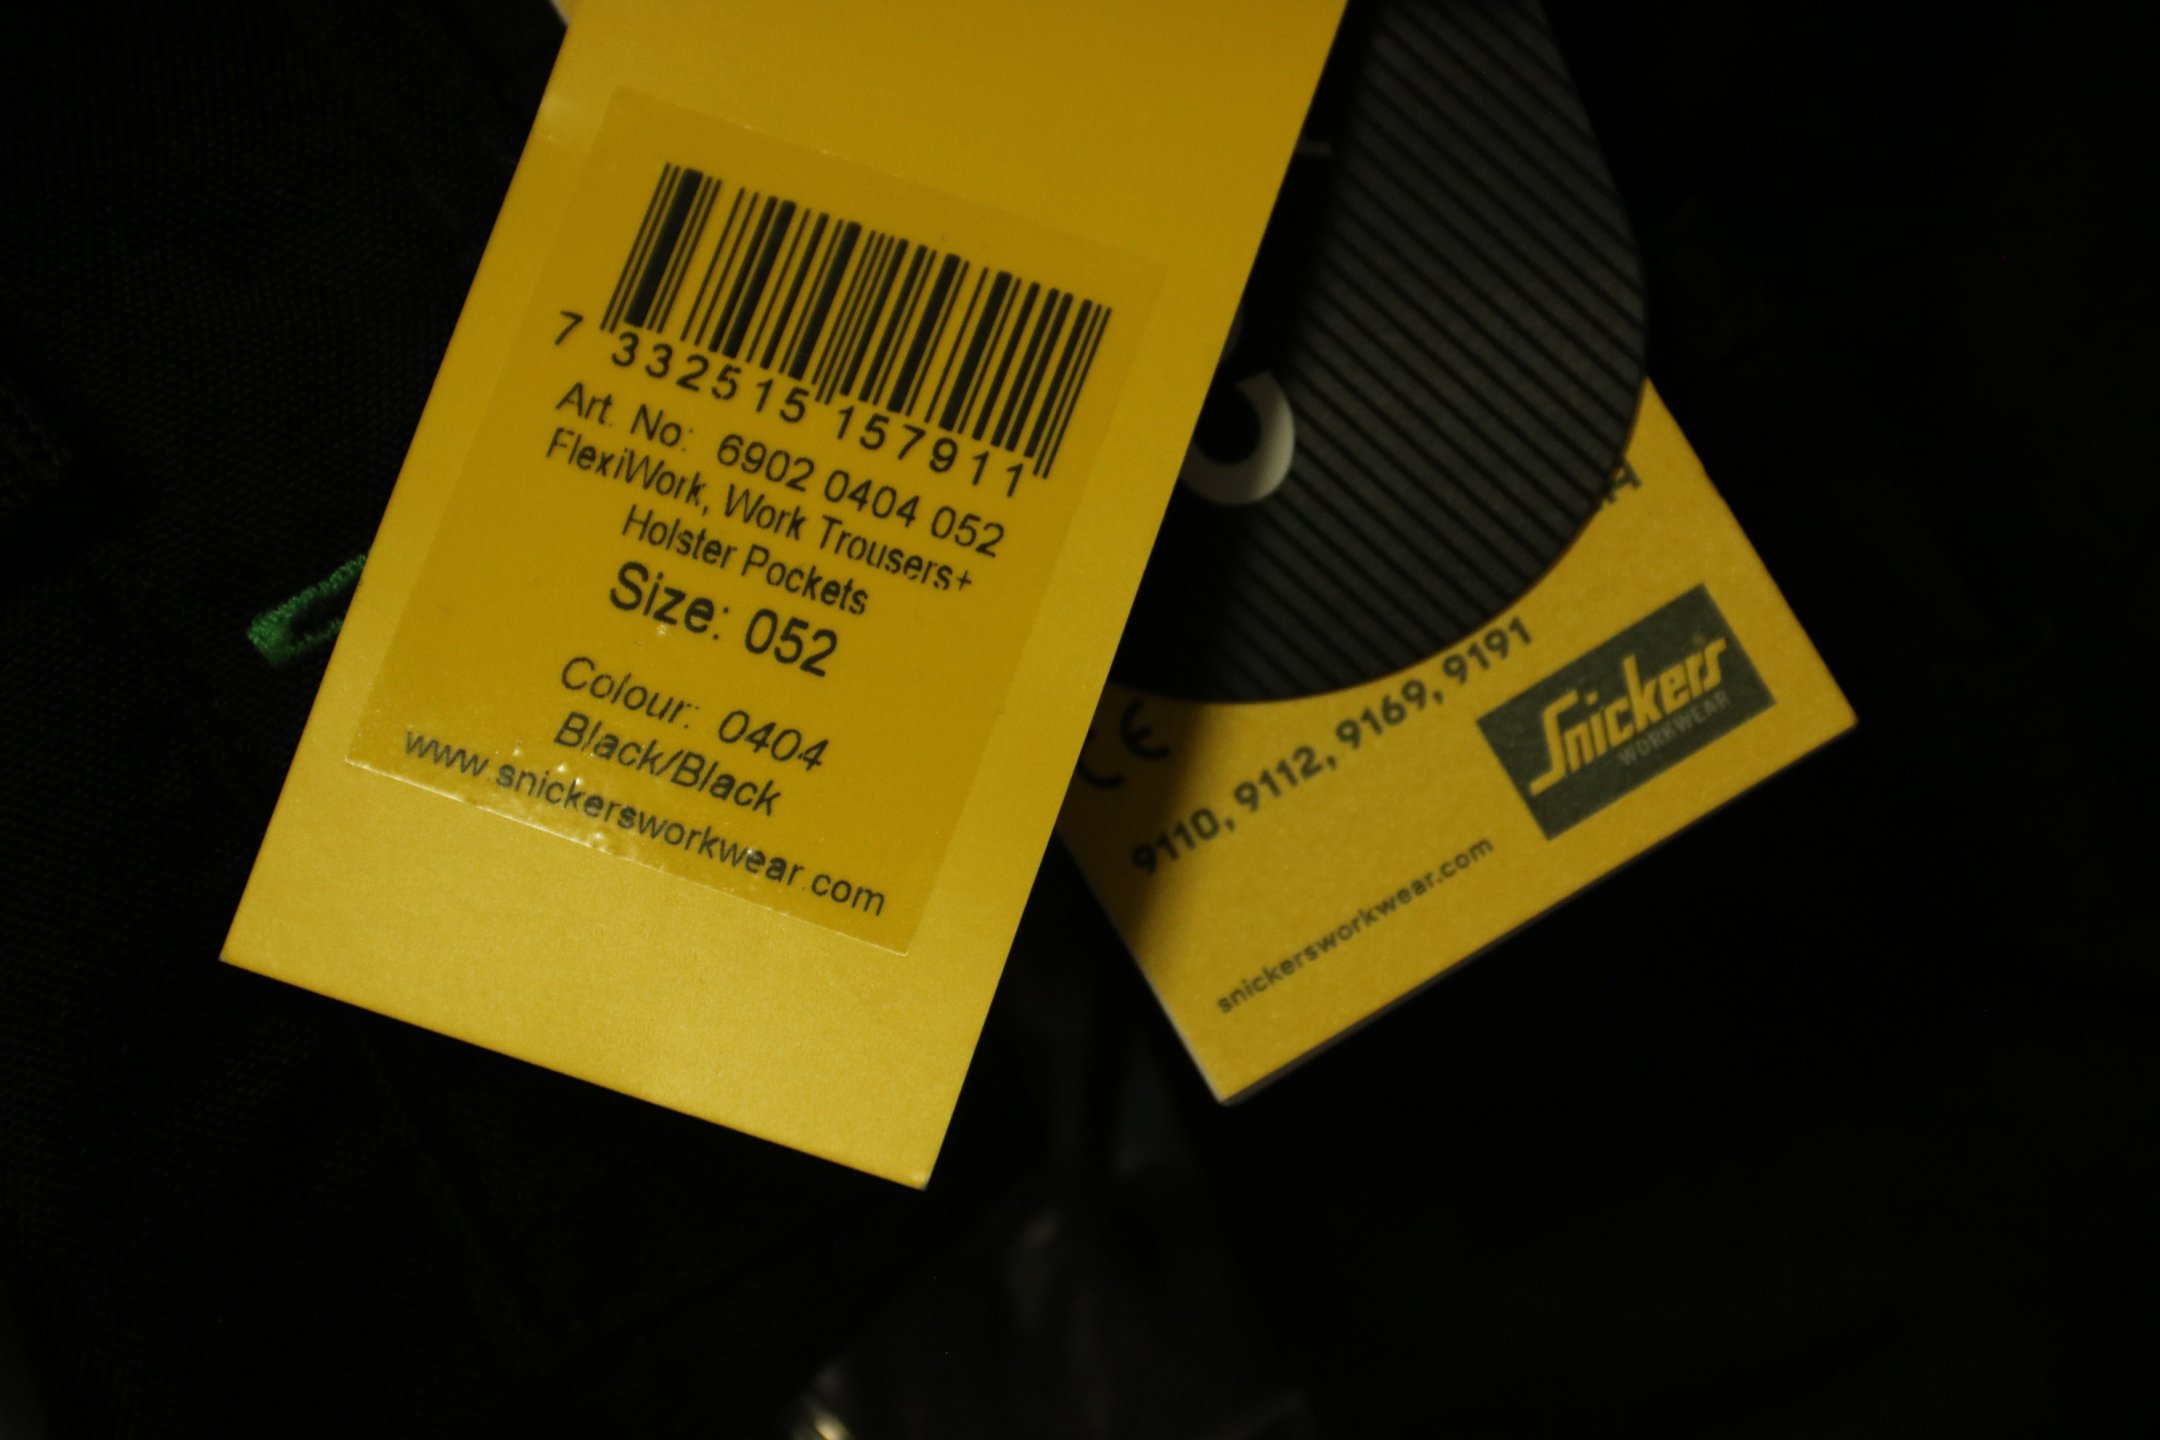 7 332515 157911
Art. No: 6902 0404 052
FlexiWork, Work Trousers+
Holster Pockets
Size: 052
Colour: 0404
Black/Black
www.snickersworkwear.com
CE
9110, 9112, 9169, 9191
snickersworkwear.com
Snickers®
WORKWEAR